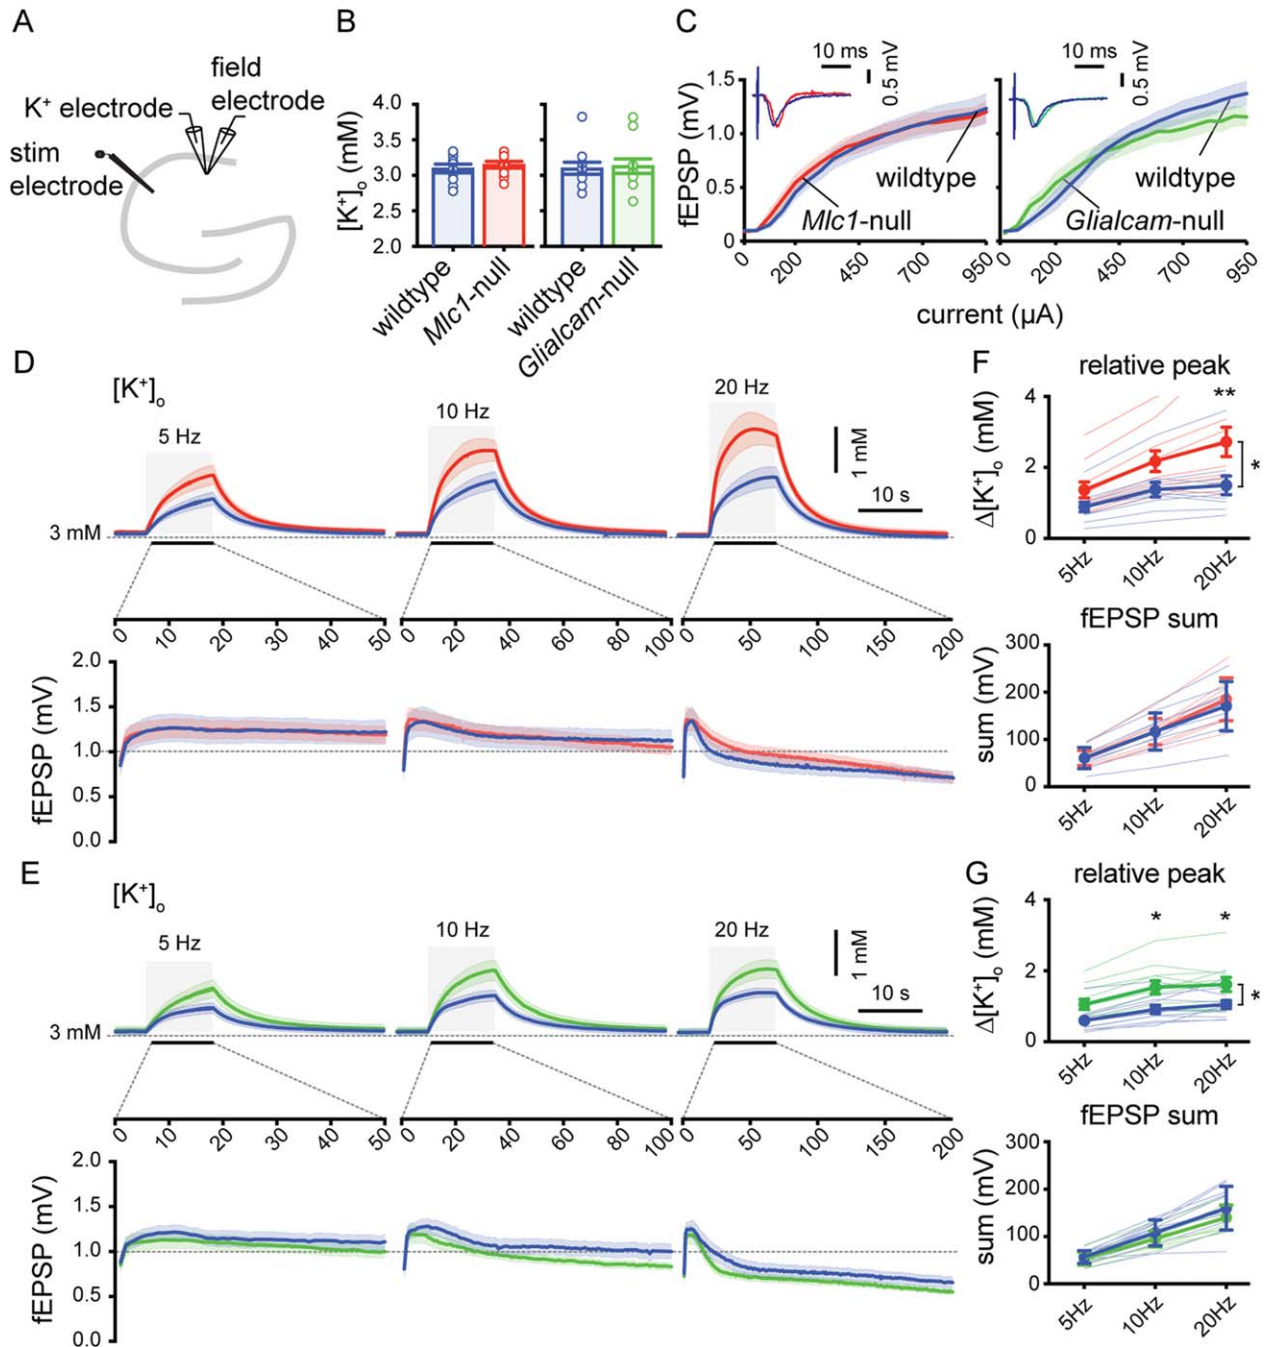 A
field
electrode
K+ electrode
stim
electrode
B
[K+]o (mM)
4.0
3.5
3.0
2.5
2.0
wildtype
Mlc1-null
wildtype
Glialcam-null
C
10 ms
0.5 mV
10 ms
0.5 mV
fEPSP (mV)
1.5
1.0
0.5
0
wildtype
Mlc1-null
wildtype
Glialcam-null
0 200 450 700 950
0 200 450 700 950
current (µA)
D
[K+]o
5 Hz
10 Hz
20 Hz
1 mM
10 s
3 mM
0 10 20 30 40 50
0 20 40 60 80 100
0 50 100 150 200
fEPSP (mV)
2.0
1.5
1.0
0.5
0.0
F
relative peak
Δ[K+]o (mM)
4
2
0
**
*
5Hz 10Hz 20Hz
fEPSP sum
sum (mV)
300
200
100
0
5Hz 10Hz 20Hz
E
[K+]o
5 Hz
10 Hz
20 Hz
1 mM
10 s
3 mM
0 10 20 30 40 50
0 20 40 60 80 100
0 50 100 150 200
fEPSP (mV)
2.0
1.5
1.0
0.5
0.0
G
relative peak
Δ[K+]o (mM)
4
2
0
* *
*
5Hz 10Hz 20Hz
fEPSP sum
sum (mV)
300
200
100
0
5Hz 10Hz 20Hz